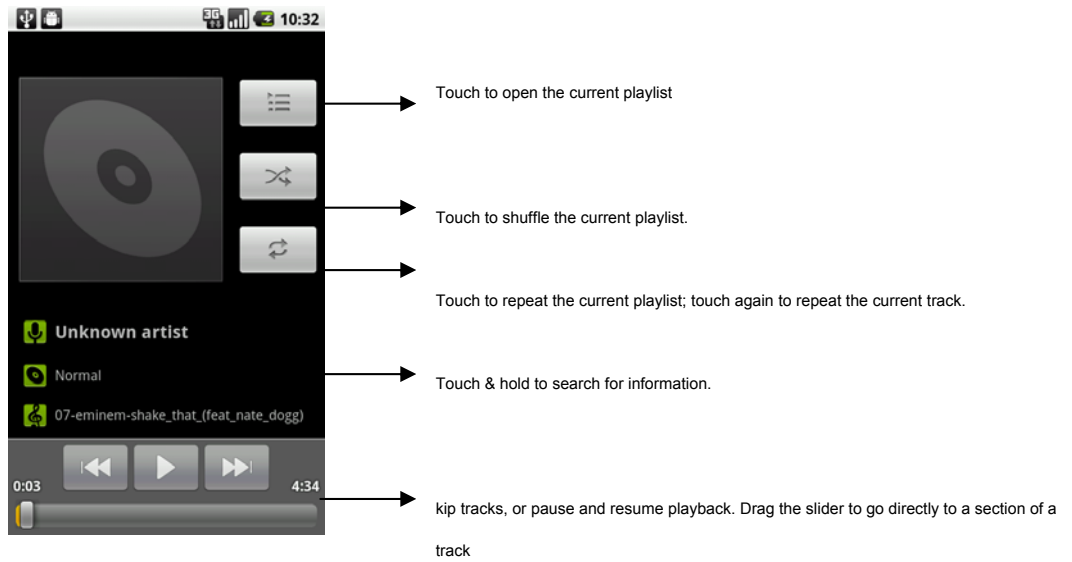 3G 10:32
Touch to open the current playlist
Touch to shuffle the current playlist.
Touch to repeat the current playlist; touch again to repeat the current track.
Unknown artist
Normal
Touch & hold to search for information.
07-eminem-shake_that_(feat_nate_dogg)
0:03 4:34
kip tracks, or pause and resume playback. Drag the slider to go directly to a section of a
track